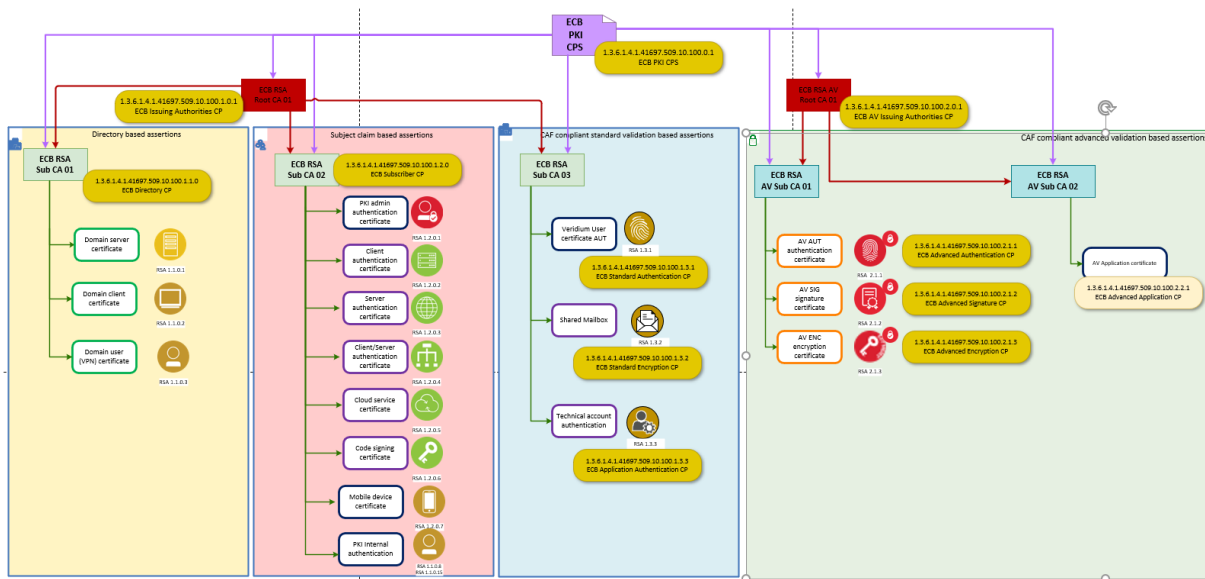 ECB
PKI
CPS
1.3.6.1.4.1.41697.509.10.100.0.1
ECB PKI CPS
ECB RSA
Root CA 01
1.3.6.1.4.1.41697.509.10.100.1.0.1
ECB Issuing Authorities CP
ECB RSA AV
Root CA 01
1.3.6.1.4.1.41697.509.10.100.2.0.1
ECB AV Issuing Authorities CP
Directory based assertions
ECB RSA
Sub CA 01
1.3.6.1.4.1.41697.509.10.100.1.1.0
ECB Directory CP
Domain server
certificate
RSA 1.1.0.1
Domain client
certificate
RSA 1.1.0.2
Domain user
(VPN) certificate
RSA 1.1.0.3
Subject claim based assertions
ECB RSA
Sub CA 02
1.3.6.1.4.1.41697.509.10.100.1.2.0
ECB Subscriber CP
PKI admin
authentication
certificate
RSA 1.2.0.1
Client
authentication
certificate
RSA 1.2.0.2
Server
authentication
certificate
RSA 1.2.0.3
Client/Server
authentication
certificate
RSA 1.2.0.4
Cloud service
certificate
RSA 1.2.0.5
Code signing
certificate
RSA 1.2.0.6
Mobile device
certificate
RSA 1.2.0.7
PKI Internal
authentication
RSA 1.1.0.8
RSA 1.1.0.15
CAF compliant standard validation based assertions
ECB RSA
Sub CA 03
Veridium User
certificate AUT
RSA 1.3.1
1.3.6.1.4.1.41697.509.10.100.1.3.1
ECB Standard Authentication CP
Shared Mailbox
RSA 1.3.2
1.3.6.1.4.1.41697.509.10.100.1.3.2
ECB Standard Encryption CP
Technical account
authentication
RSA 1.3.3
1.3.6.1.4.1.41697.509.10.100.1.3.3
ECB Application Authentication CP
CAF compliant advanced validation based assertions
ECB RSA
AV Sub CA 01
ECB RSA
AV Sub CA 02
AV AUT
authentication
certificate
RSA 2.1.1
1.3.6.1.4.1.41697.509.10.100.2.1.1
ECB Advanced Authentication CP
AV SIG
signature
certificate
RSA 2.1.2
1.3.6.1.4.1.41697.509.10.100.2.1.2
ECB Advanced Signature CP
AV ENC
encryption
certificate
RSA 2.1.3
1.3.6.1.4.1.41697.509.10.100.2.1.3
ECB Advanced Encryption CP
AV Application certificate
1.3.6.1.4.1.41697.509.10.100.2.2.1
ECB Advanced Application CP